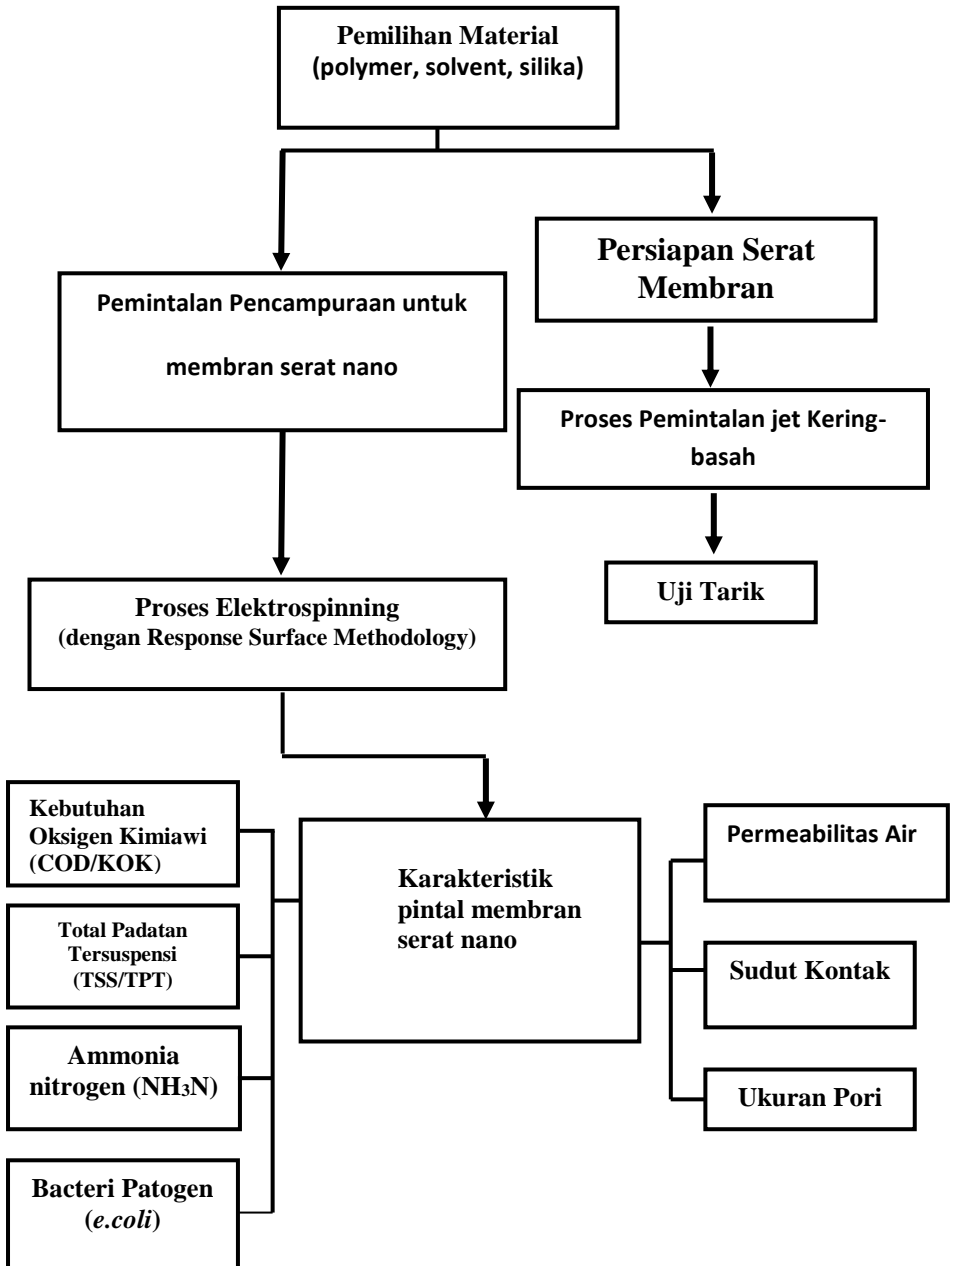 Pemilihan Material
(polymer, solvent, silika)
Persiapan Serat
Membran
Pemintalan Pencampuraan untuk
membran serat nano
Proses Pemintalan jet Kering-
basah
Uji Tarik
Proses Elektrospinning
(dengan Response Surface Methodology)
Kebutuhan
Oksigen Kimiawi
(COD/KOK)
Total Padatan
Tersuspensi
(TSS/TPT)
Ammonia
nitrogen (NH₃N)
Bacteri Patogen
(e.coli)
Karakteristik
pintal membran
serat nano
Permeabilitas Air
Sudut Kontak
Ukuran Pori